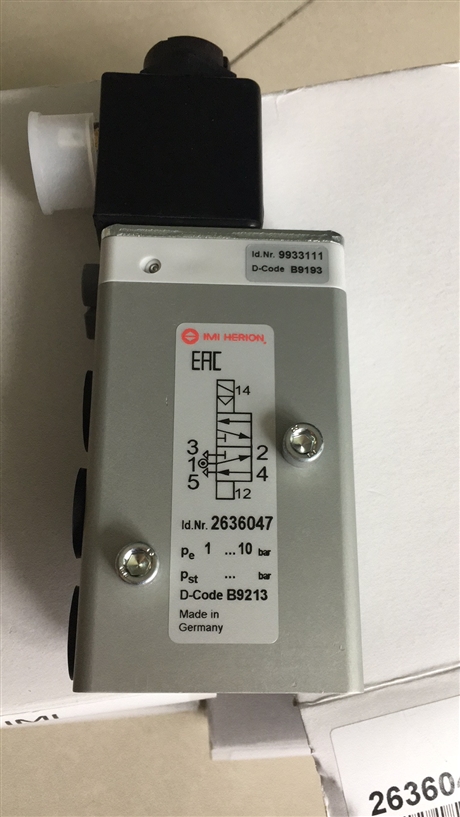 Id.Nr. 9933111
D-Code B9193
IMI HERION
EAC
14
3
1
2
5
4
12
Id.Nr. 2636047
pe 1 ...10 bar
pst ... bar
D-Code B9213
Made in
Germany
IMI